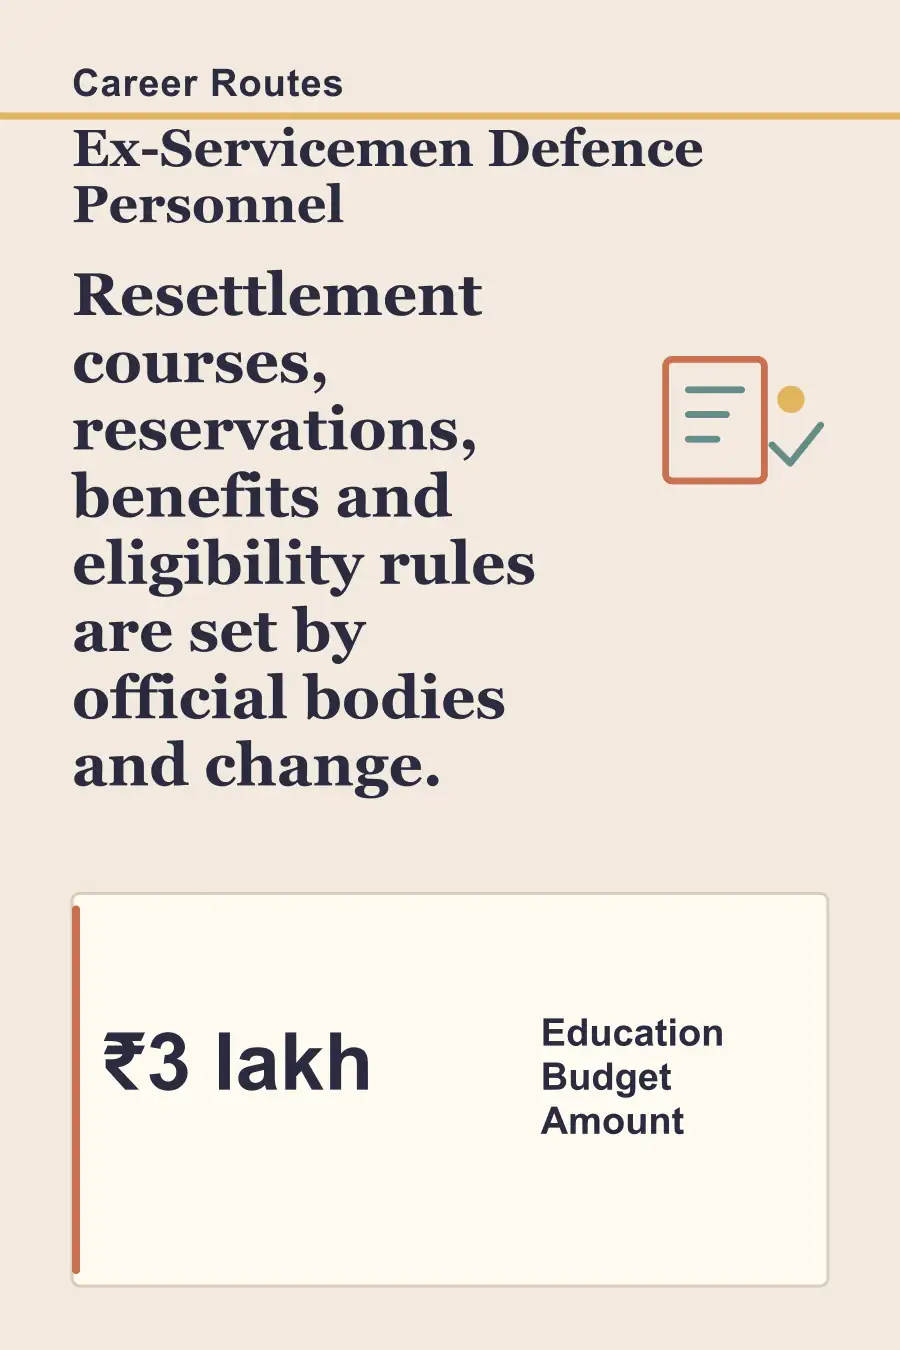 Career Routes
Ex-Servicemen Defence
Personnel
Resettlement
courses,
reservations,
benefits and
eligibility rules
are set by
official bodies
and change.
₹3 lakh
Education
Budget
Amount